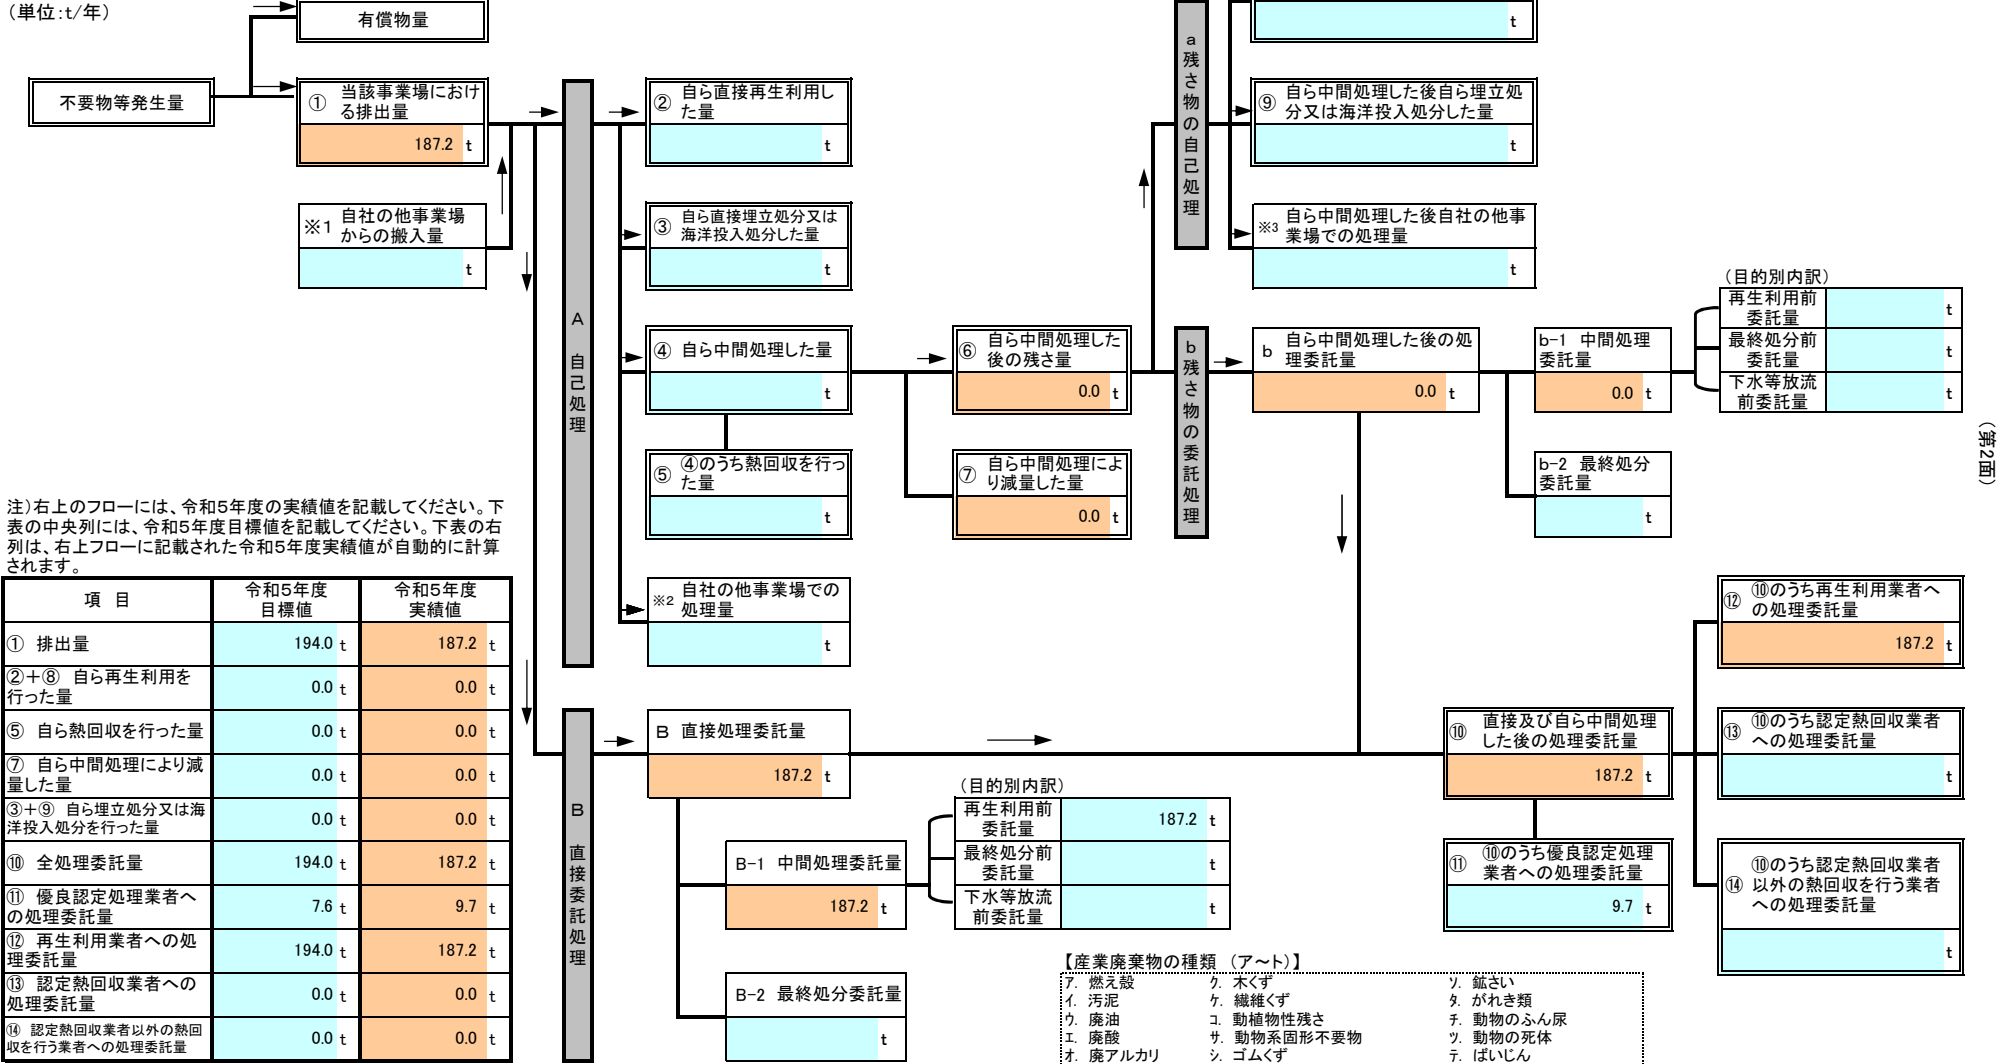 (単位:t/年)
有償物量
t
不要物等発生量
① 当該事業場におけ
る排出量
187.2 t
※1 自社の他事業場
からの搬入量
t
A
自己処理
② 自ら直接再生利用し
た量
t
③ 自ら直接埋立処分又は
海洋投入処分した量
t
④ 自ら中間処理した量
t
⑤ ④のうち熱回収を行っ
た量
t
※2 自社の他事業場での
処理量
t
⑥ 自ら中間処理した
後の残さ量
0.0 t
⑦ 自ら中間処理によ
り減量した量
0.0 t
a
残さ物の自己処理
⑨ 自ら中間処理した後自ら埋立処
分又は海洋投入処分した量
t
※3 自ら中間処理した後自社の他事
業場での処理量
t
b
残さ物の委託処理
b 自ら中間処理した後の処
理委託量
0.0 t
b-1 中間処理
委託量
0.0 t
b-2 最終処分
委託量
t
(目的別内訳)
再生利用前
委託量
t
最終処分前
委託量
t
下水等放流
前委託量
t
(第2面)
注)右上のフローには、令和5年度の実績値を記載してください。下
表の中央列には、令和5年度目標値を記載してください。下表の右
列は、右上フローに記載された令和5年度実績値が自動的に計算
されます。
項 目 令和5年度
目標値 令和5年度
実績値
① 排出量 194.0 t 187.2 t
②+⑧ 自ら再生利用を
行った量 0.0 t 0.0 t
⑤ 自ら熱回収を行った量 0.0 t 0.0 t
⑦ 自ら中間処理により減
量した量 0.0 t 0.0 t
③+⑨ 自ら埋立処分又は海
洋投入処分を行った量 0.0 t 0.0 t
⑩ 全処理委託量 194.0 t 187.2 t
⑪ 優良認定処理業者へ
の処理委託量 7.6 t 9.7 t
⑫ 再生利用業者への処
理委託量 194.0 t 187.2 t
⑬ 認定熱回収業者への
処理委託量 0.0 t 0.0 t
⑭ 認定熱回収業者以外の熱回
収を行う業者への処理委託量 0.0 t 0.0 t
B
直接委託処理
B 直接処理委託量
187.2 t
B-1 中間処理委託量
187.2 t
B-2 最終処分委託量
t
(目的別内訳)
再生利用前
委託量
187.2 t
最終処分前
委託量
t
下水等放流
前委託量
t
⑩ 直接及び自ら中間処理
した後の処理委託量
187.2 t
⑪ ⑩のうち優良認定処理
業者への処理委託量
9.7 t
⑫ ⑩のうち再生利用業者へ
の処理委託量
187.2 t
⑬ ⑩のうち認定熱回収業者
への処理委託量
t
⑭ ⑩のうち認定熱回収業者
以外の熱回収を行う業者
への処理委託量
t
【産業廃棄物の種類 (ア~ト)】
ア. 燃え殻 ク. 木くず ソ. 鉱さい
イ. 汚泥 ケ. 繊維くず タ. がれき類
ウ. 廃油 コ. 動植物性残さ チ. 動物のふん尿
エ. 廃酸 サ. 動物系固形不要物 ツ. 動物の死体
オ. 廃アルカリ シ. ゴムくず テ. ばいじん